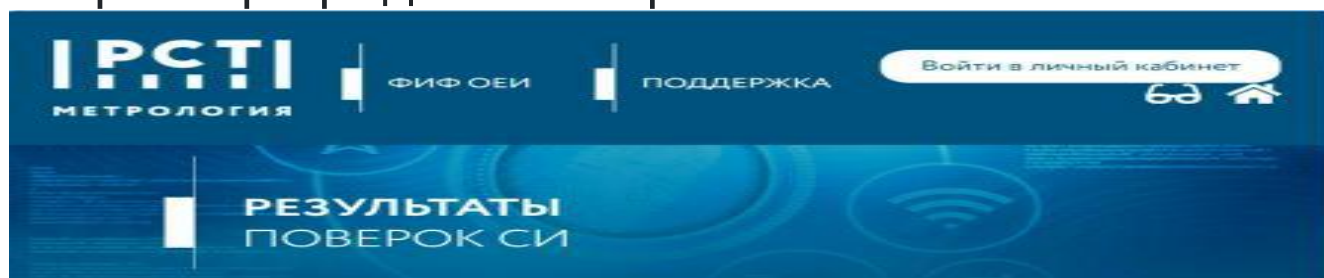 РСТ
МЕТРОЛОГИЯ
ФИФ ОЕИ
ПОДДЕРЖКА
Войти в личный кабинет
РЕЗУЛЬТАТЫ
ПОВЕРОК СИ